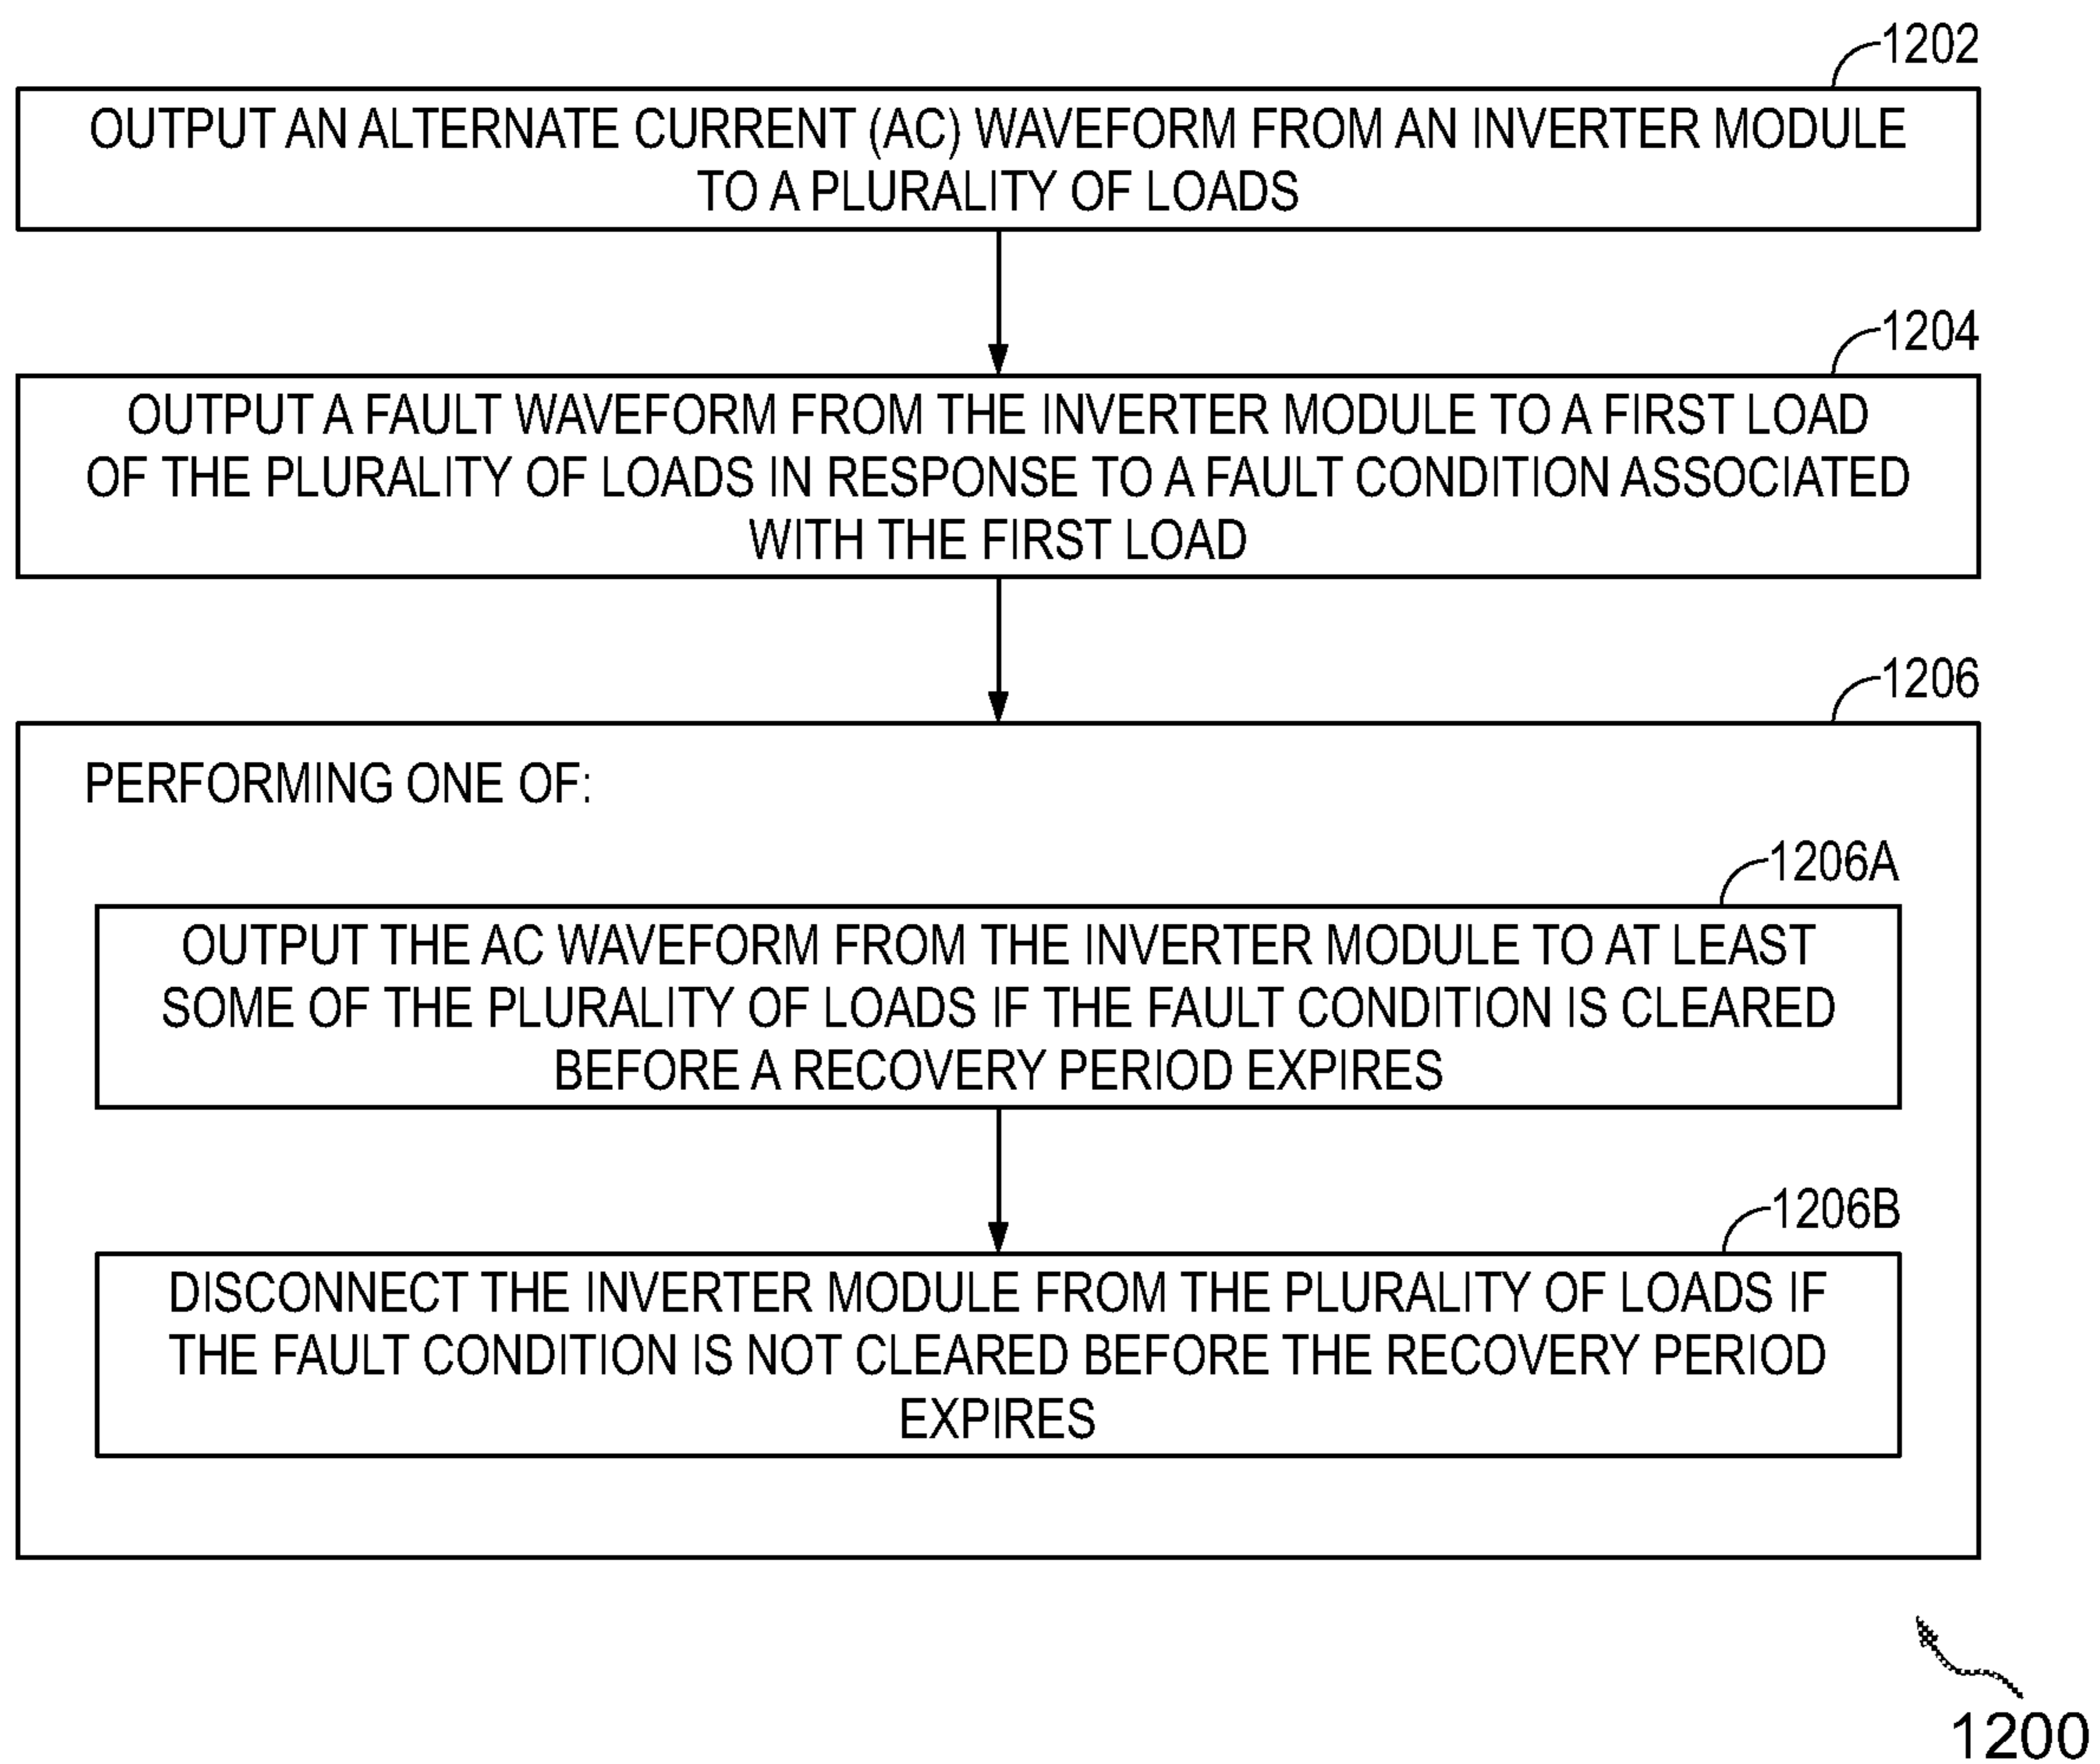 1202
OUTPUT AN ALTERNATE CURRENT (AC) WAVEFORM FROM AN INVERTER MODULE
TO A PLURALITY OF LOADS
1204
OUTPUT A FAULT WAVEFORM FROM THE INVERTER MODULE TO A FIRST LOAD
OF THE PLURALITY OF LOADS IN RESPONSE TO A FAULT CONDITION ASSOCIATED
WITH THE FIRST LOAD
1206
PERFORMING ONE OF:
1206A
OUTPUT THE AC WAVEFORM FROM THE INVERTER MODULE TO AT LEAST
SOME OF THE PLURALITY OF LOADS IF THE FAULT CONDITION IS CLEARED
BEFORE A RECOVERY PERIOD EXPIRES
1206B
DISCONNECT THE INVERTER MODULE FROM THE PLURALITY OF LOADS IF
THE FAULT CONDITION IS NOT CLEARED BEFORE THE RECOVERY PERIOD
EXPIRES
1200